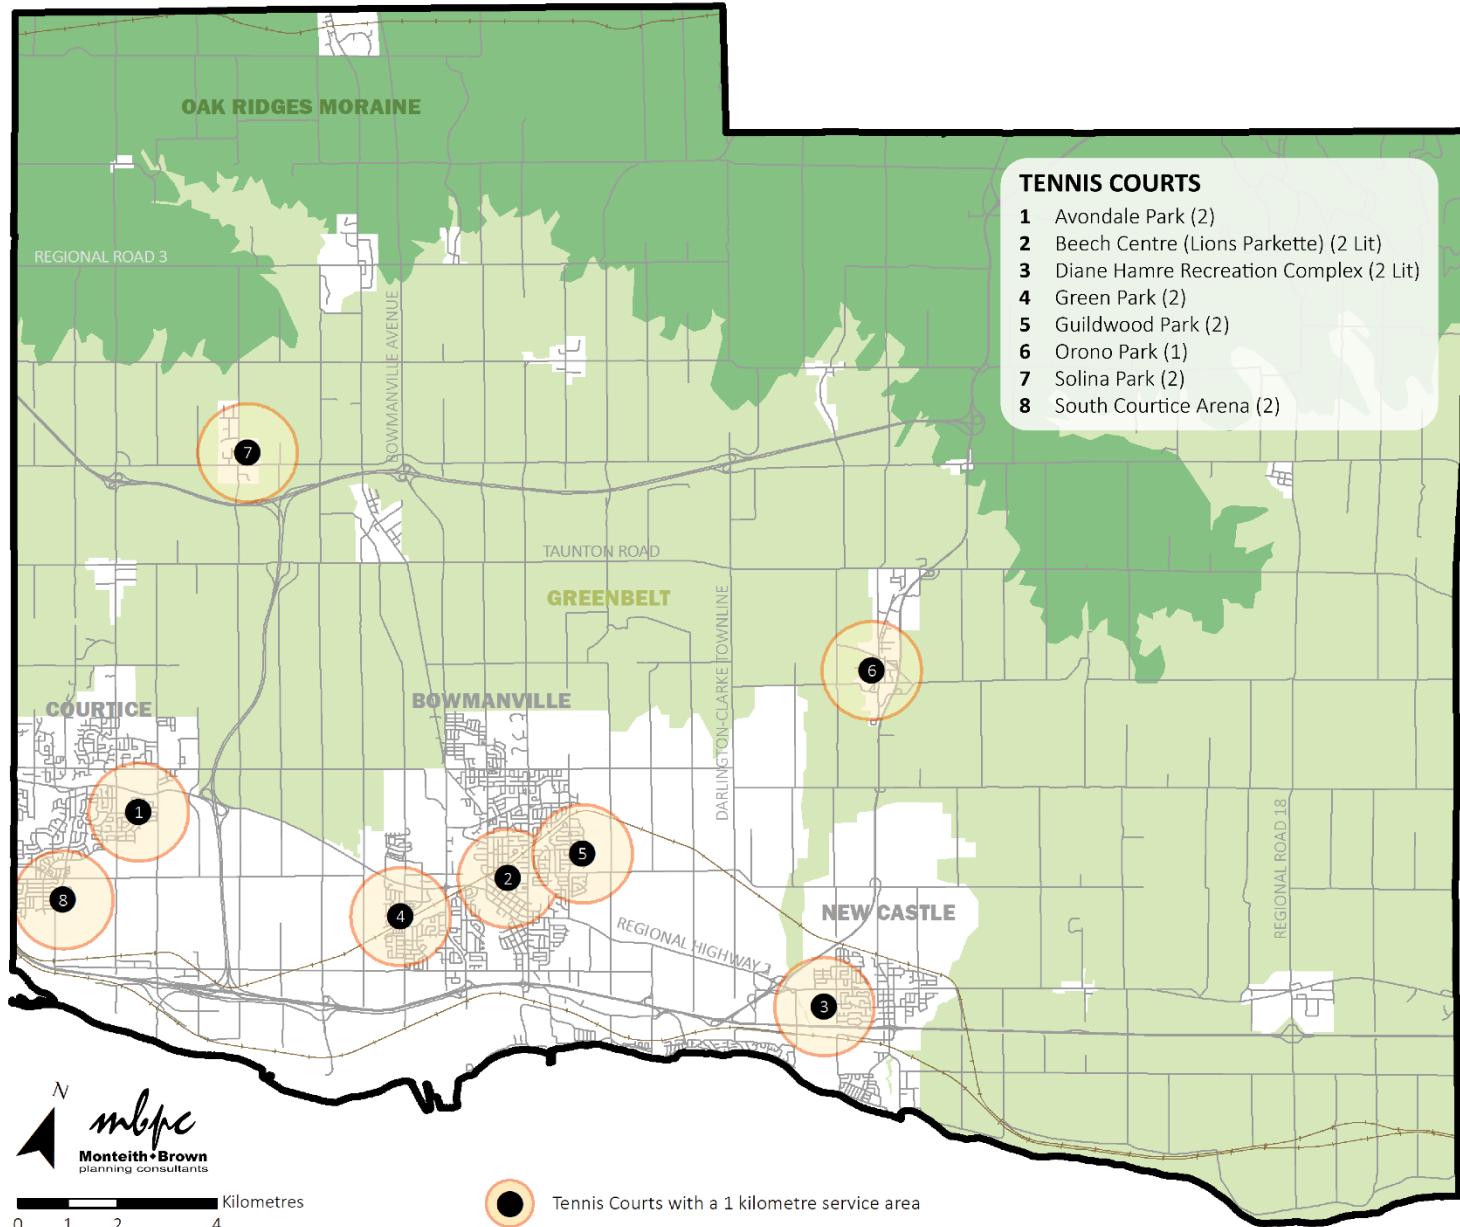 OAK RIDGES MORAINE
TENNIS COURTS
1 Avondale Park (2)
2 Beech Centre (Lions Parkette) (2 Lit)
3 Diane Hamre Recreation Complex (2 Lit)
4 Green Park (2)
5 Guildwood Park (2)
6 Orono Park (1)
7 Solina Park (2)
8 South Courtice Arena (2)
REGIONAL ROAD 3
BOWMANVILLE AVENUE
7
TAUNTON ROAD
GREENBELT
DARLINGTON-CLARKE TOWNLINE
6
COURTICE
BOWMANVILLE
1
5
2
8
4
REGIONAL ROAD 18
NEW CASTLE
REGIONAL HIGHWAY 2
3
N
mbpc
Monteith Brown
planning consultants
Kilometres
0 1 2 4
Tennis Courts with a 1 kilometre service area